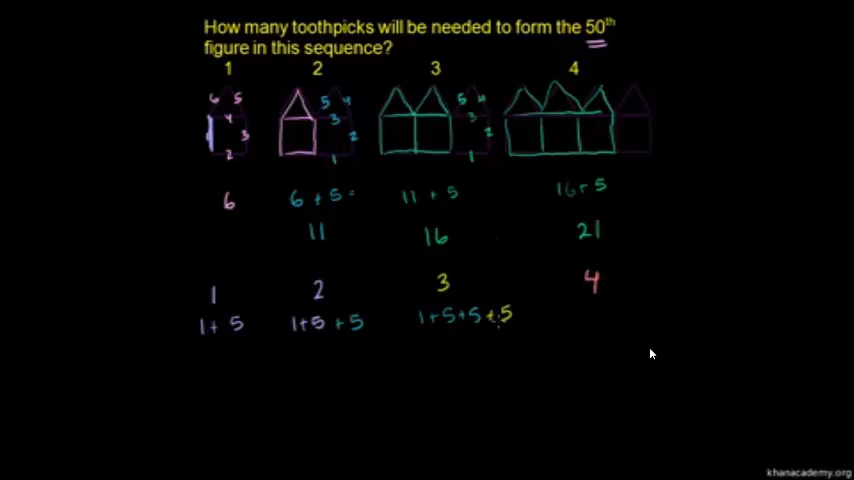 How many toothpicks will be needed to form the 50th
figure in this sequence?
1 2 3 4
6 5 5 4 5 4
4 3 3
3 2 2
2 1 1
6 6 + 5 = 11 + 5 16 + 5
11 16 21
1 2 3 4
1 + 5 1 + 5 + 5 1 + 5 + 5 + 5
khanacademy.org